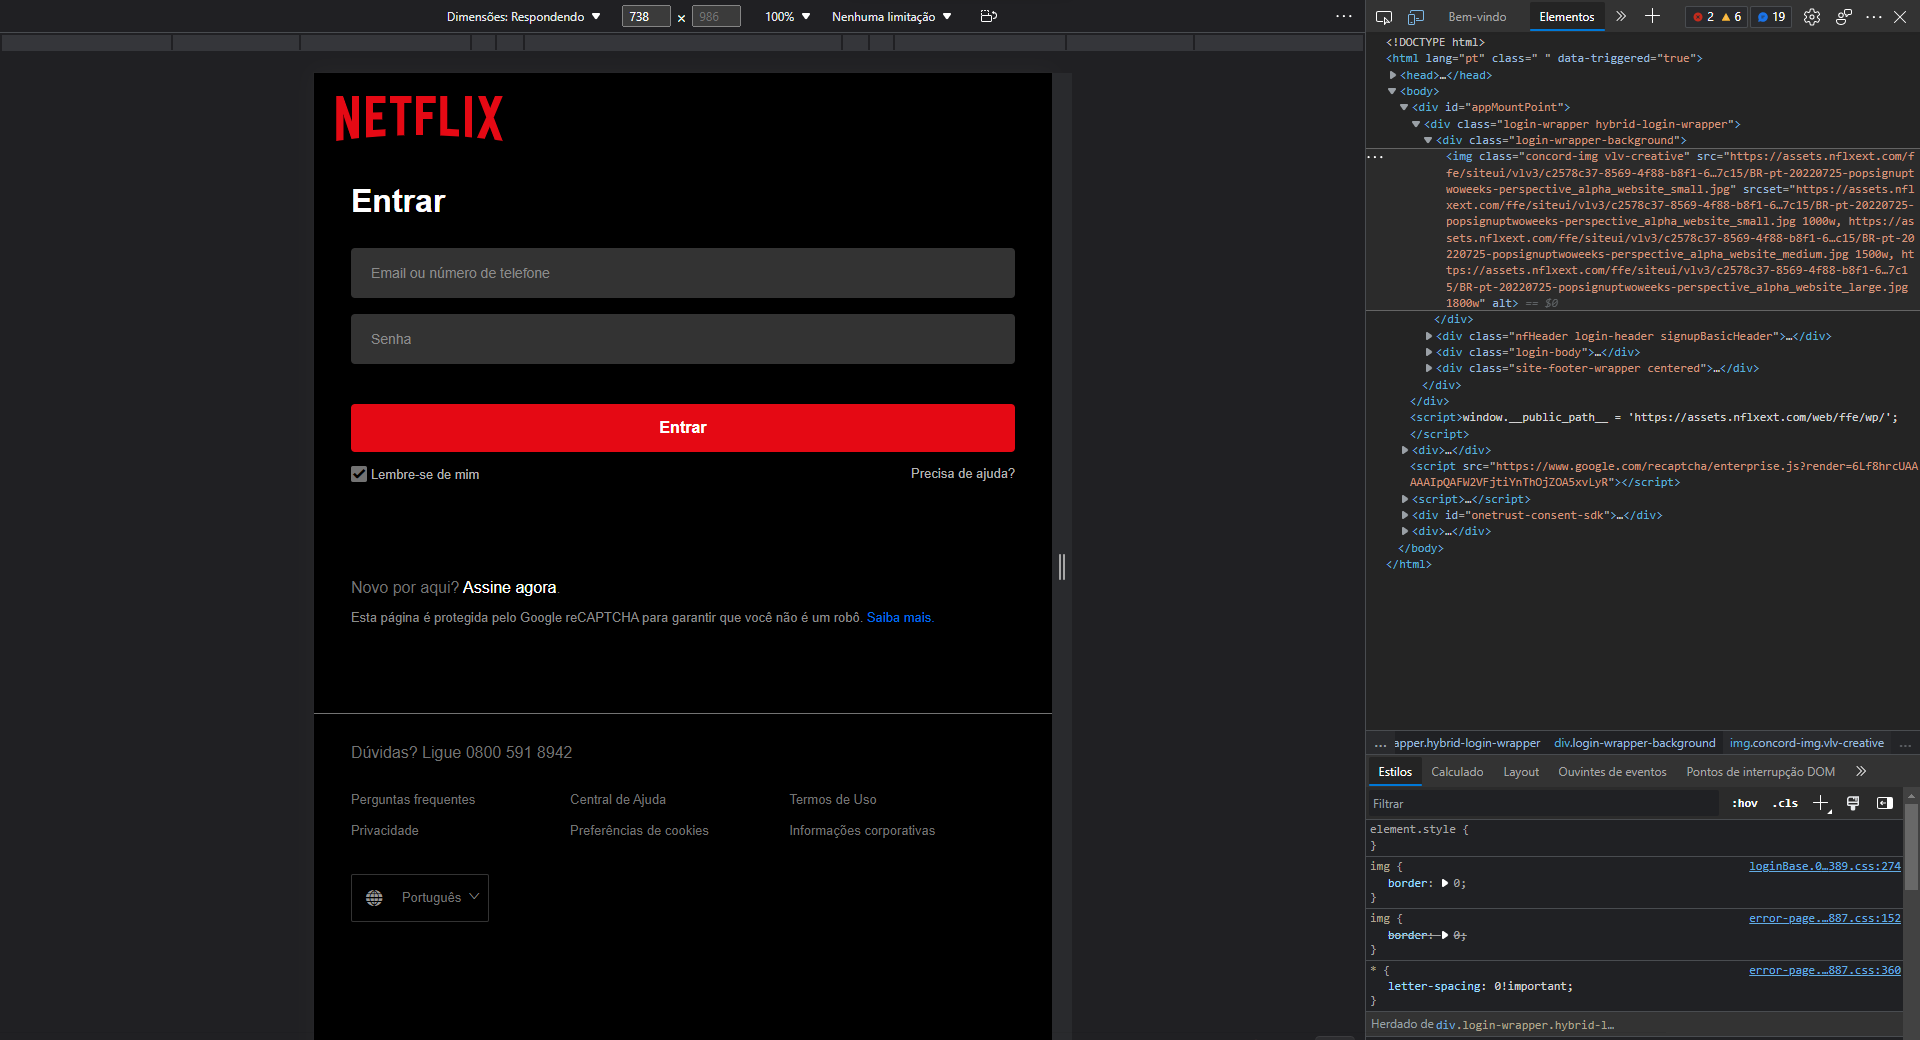 Dimensões: Respondendo 738 × 986 100% Nenhuma limitação
NETFLIX
Entrar
Email ou número de telefone
Senha
Entrar
Lembre-se de mim
Precisa de ajuda?
Novo por aqui? Assine agora.
Esta página é protegida pelo Google reCAPTCHA para garantir que você não é um robô. Saiba mais.
Dúvidas? Ligue 0800 591 8942
Perguntas frequentes Central de Ajuda Termos de Uso
Privacidade Preferências de cookies Informações corporativas
Português
Bem-vindo Elementos 2 6 19
<!DOCTYPE html>
<html lang="pt" class=" " data-triggered="true">
<head>…</head>
<body>
<div id="appMountPoint">
<div class="login-wrapper hybrid-login-wrapper">
<div class="login-wrapper-background">
<img class="concord-img vlv-creative" src="https://assets.nflxext.com/f
fe/siteui/vlv3/c2578c37-8569-4f88-b8f1-6…7c15/BR-pt-20220725-popsignupt
woweeks-perspective_alpha_website_small.jpg" srcset="https://assets.nfl
xext.com/ffe/siteui/vlv3/c2578c37-8569-4f88-b8f1-6…7c15/BR-pt-20220725-
popsignuptwoweeks-perspective_alpha_website_small.jpg 1000w, https://as
sets.nflxext.com/ffe/siteui/vlv3/c2578c37-8569-4f88-b8f1-6…c15/BR-pt-20
220725-popsignuptwoweeks-perspective_alpha_website_medium.jpg 1500w, ht
tps://assets.nflxext.com/ffe/siteui/vlv3/c2578c37-8569-4f88-b8f1-6…7c1
5/BR-pt-20220725-popsignuptwoweeks-perspective_alpha_website_large.jpg
1800w" alt> == $0
</div>
<div class="nfHeader login-header signupBasicHeader">…</div>
<div class="login-body">…</div>
<div class="site-footer-wrapper centered">…</div>
</div>
</div>
<script>window.__public_path__ = 'https://assets.nflxext.com/web/ffe/wp/';
</script>
<div>…</div>
<script src="https://www.google.com/recaptcha/enterprise.js?render=6Lf8hrcUAA
AAAIpQAFW2VFjtiYnThOjZOA5xvLyR"></script>
<script>…</script>
<div id="onetrust-consent-sdk">…</div>
<div>…</div>
</body>
</html>
… apper.hybrid-login-wrapper div.login-wrapper-background img.concord-img.vlv-creative …
Estilos Calculado Layout Ouvintes de eventos Pontos de interrupção DOM
Filtrar :hov .cls
element.style {
}
img { loginBase.0…389.css:274
border: 0;
}
img { error-page.…887.css:152
border: 0;
}
* { error-page.…887.css:360
letter-spacing: 0!important;
}
Herdado de div.login-wrapper.hybrid-l…